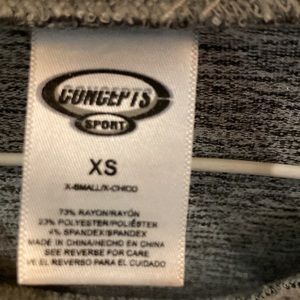 CONCEPTS
SPORT
XS
X-SMALL/X-CHICO
73% RAYON/RAYÓN
23% POLYESTER/POLIÉSTER
4% SPANDEX/SPANDEX
MADE IN CHINA/HECHO EN CHINA
SEE REVERSE FOR CARE
VE EL REVERSO PARA EL CUIDADO